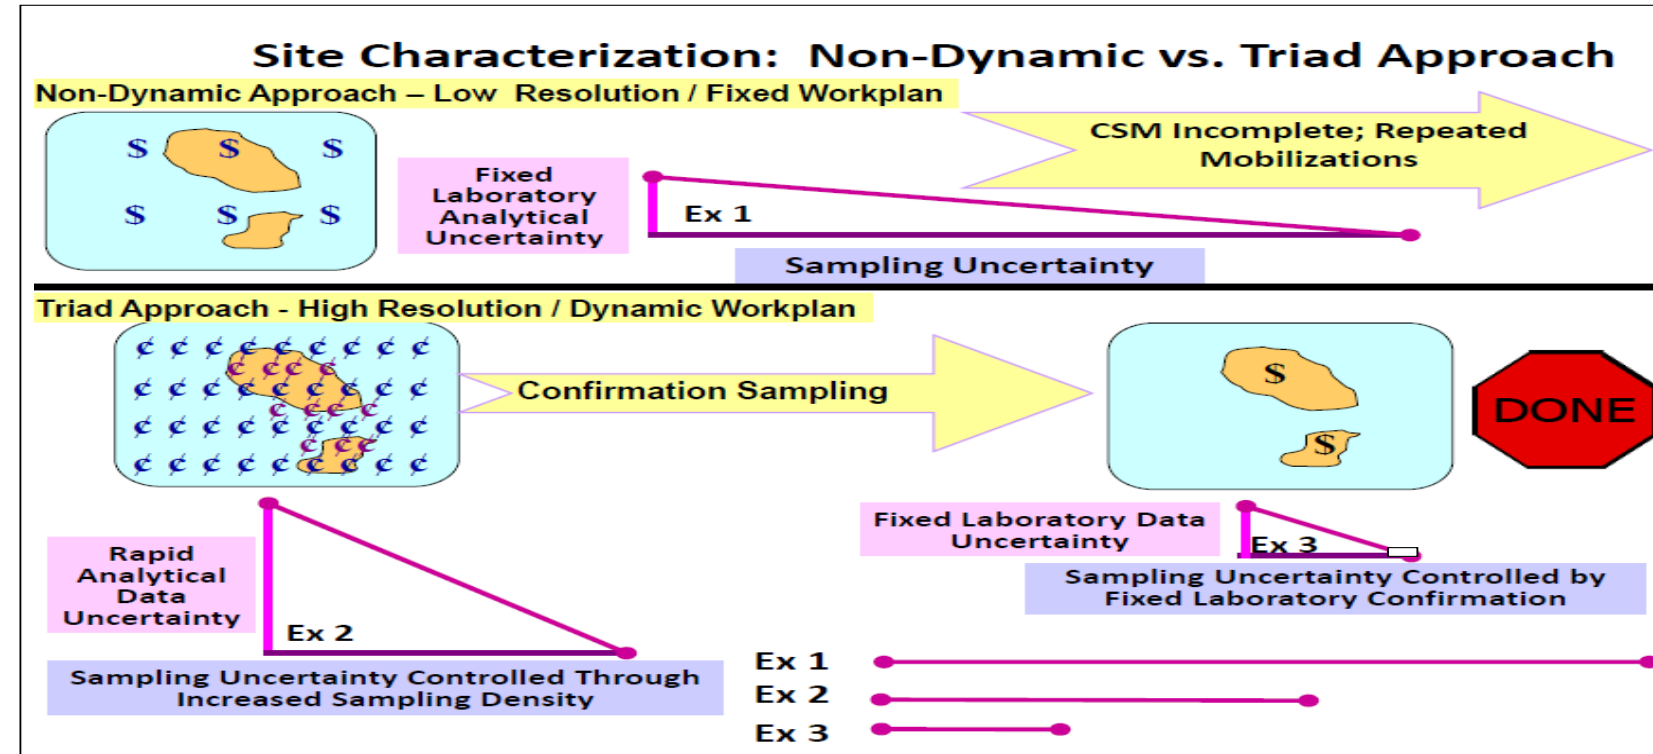 Site Characterization: Non-Dynamic vs. Triad Approach
Non-Dynamic Approach – Low Resolution / Fixed Workplan
$ $ $
$ $ $
Fixed
Laboratory
Analytical
Uncertainty
Ex 1
Sampling Uncertainty
CSM Incomplete; Repeated
Mobilizations
Triad Approach - High Resolution / Dynamic Workplan
¢ ¢ ¢ ¢ ¢ ¢ ¢ ¢ ¢
¢ ¢ ¢ ¢
¢ ¢ ¢ ¢ ¢ ¢ ¢ ¢ ¢
¢ ¢ ¢ ¢
¢ ¢ ¢ ¢ ¢ ¢ ¢ ¢ ¢
¢ ¢ ¢
¢ ¢ ¢ ¢ ¢ ¢ ¢ ¢ ¢
Confirmation Sampling
$
$
DONE
Rapid
Analytical
Data
Uncertainty
Ex 2
Sampling Uncertainty Controlled Through
Increased Sampling Density
Fixed Laboratory Data
Uncertainty
Ex 3
Sampling Uncertainty Controlled by
Fixed Laboratory Confirmation
Ex 1
Ex 2
Ex 3